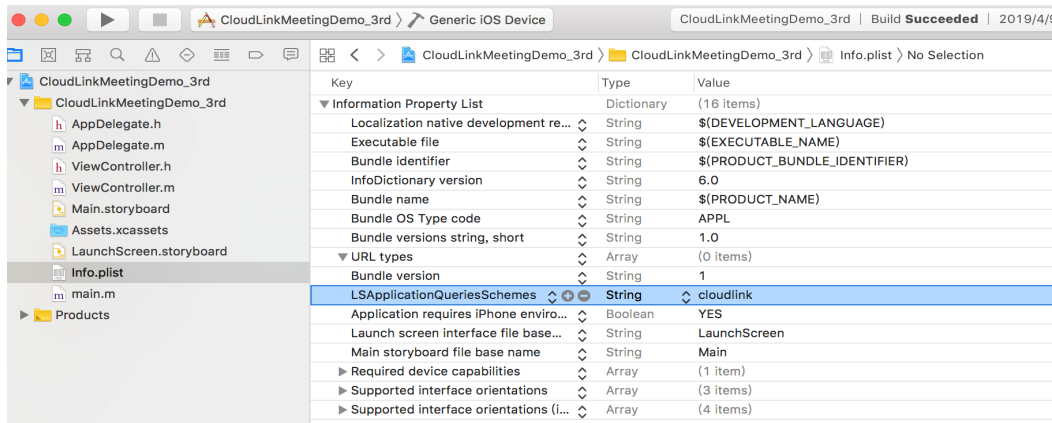 CloudLinkMeetingDemo_3rd Generic iOS Device
CloudLinkMeetingDemo_3rd | Build Succeeded | 2019/4/9
CloudLinkMeetingDemo_3rd CloudLinkMeetingDemo_3rd Info.plist No Selection
CloudLinkMeetingDemo_3rd
CloudLinkMeetingDemo_3rd
h AppDelegate.h
m AppDelegate.m
h ViewController.h
m ViewController.m
Main.storyboard
Assets.xcassets
LaunchScreen.storyboard
Info.plist
m main.m
Products
Key Type Value
Information Property List Dictionary (16 items)
Localization native development re... String $(DEVELOPMENT_LANGUAGE)
Executable file String $(EXECUTABLE_NAME)
Bundle identifier String $(PRODUCT_BUNDLE_IDENTIFIER)
InfoDictionary version String 6.0
Bundle name String $(PRODUCT_NAME)
Bundle OS Type code String APPL
Bundle versions string, short String 1.0
URL types Array (0 items)
Bundle version String 1
LSApplicationQueriesSchemes String cloudlink
Application requires iPhone enviro... Boolean YES
Launch screen interface file base... String LaunchScreen
Main storyboard file base name String Main
Required device capabilities Array (1 item)
Supported interface orientations Array (3 items)
Supported interface orientations (i... Array (4 items)